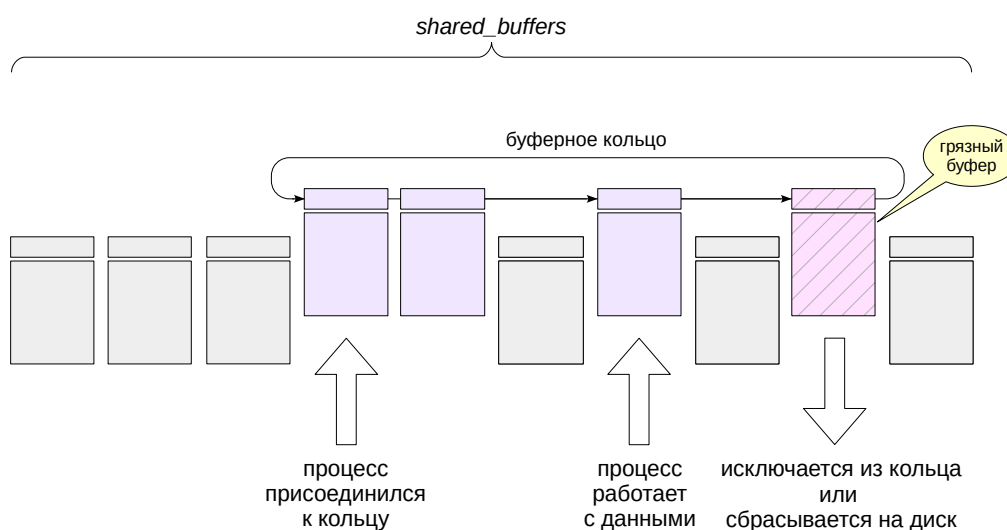 shared_buffers
буферное кольцо
грязный
буфер
процесс
присоединился
к кольцу
процесс
работает
с данными
исключается из кольца
или
сбрасывается на диск